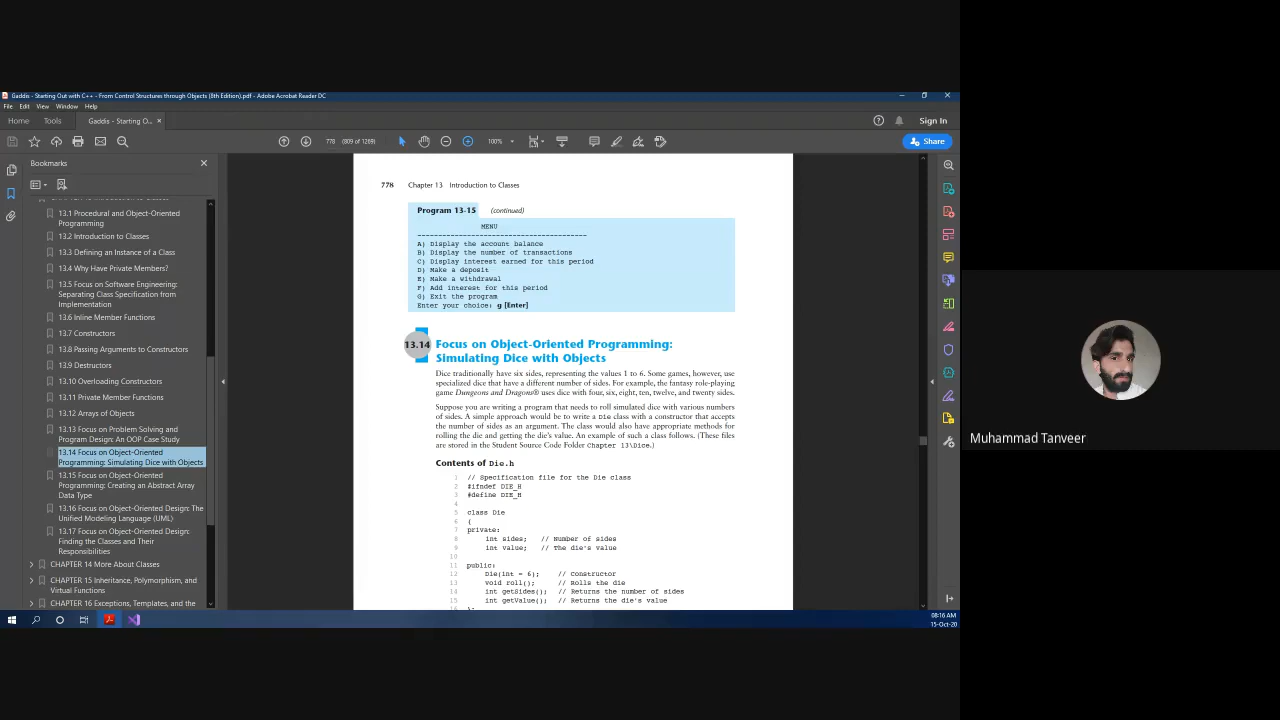 Gaddis - Starting Out with C++ - From Control Structures through Objects (8th Edition).pdf - Adobe Acrobat Reader DC
File Edit View Window Help
Home Tools Gaddis - Starting O... × Sign In
778 (809 of 1269) 100% Share
Bookmarks
13.1 Procedural and Object-Oriented
Programming
13.2 Introduction to Classes
13.3 Defining an Instance of a Class
13.4 Why Have Private Members?
13.5 Focus on Software Engineering:
Separating Class Specification from
Implementation
13.6 Inline Member Functions
13.7 Constructors
13.8 Passing Arguments to Constructors
13.9 Destructors
13.10 Overloading Constructors
13.11 Private Member Functions
13.12 Arrays of Objects
13.13 Focus on Problem Solving and
Program Design: An OOP Case Study
13.14 Focus on Object-Oriented
Programming: Simulating Dice with Objects
13.15 Focus on Object-Oriented
Programming: Creating an Abstract Array
Data Type
13.16 Focus on Object-Oriented Design: The
Unified Modeling Language (UML)
13.17 Focus on Object-Oriented Design:
Finding the Classes and Their
Responsibilities
CHAPTER 14 More About Classes
CHAPTER 15 Inheritance, Polymorphism, and
Virtual Functions
CHAPTER 16 Exceptions, Templates, and the
778 Chapter 13 Introduction to Classes
Program 13-15 (continued)
MENU
-----------------------------------------
A) Display the account balance
B) Display the number of transactions
C) Display interest earned for this period
D) Make a deposit
E) Make a withdrawal
F) Add interest for this period
G) Exit the program
Enter your choice: g [Enter]
13.14 Focus on Object-Oriented Programming:
Simulating Dice with Objects
Dice traditionally have six sides, representing the values 1 to 6. Some games, however, use
specialized dice that have a different number of sides. For example, the fantasy role-playing
game Dungeons and Dragons® uses dice with four, six, eight, ten, twelve, and twenty sides.
Suppose you are writing a program that needs to roll simulated dice with various numbers
of sides. A simple approach would be to write a Die class with a constructor that accepts
the number of sides as an argument. The class would also have appropriate methods for
rolling the die and getting the die's value. An example of such a class follows. (These files
are stored in the Student Source Code Folder Chapter 13\Dice.)
Contents of Die.h
1 // Specification file for the Die class
2 #ifndef DIE_H
3 #define DIE_H
4
5 class Die
6 {
7 private:
8 int sides; // Number of sides
9 int value; // The die's value
10
11 public:
12 Die(int = 6); // Constructor
13 void roll(); // Rolls the die
14 int getSides(); // Returns the number of sides
15 int getValue(); // Returns the die's value
08:16 AM
15-Oct-20
Muhammad Tanveer